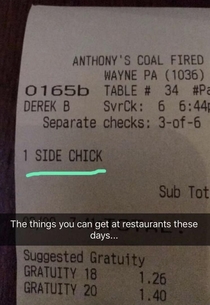 ANTHONY'S COAL FIRED
WAYNE PA (1036)
0165b TABLE # 34 #Pa
DEREK B SvrCk: 6 6:44p
Separate checks: 3-of-6
1 SIDE CHICK
Sub Tot
The things you can get at restaurants these
days...
Suggested Gratuity
GRATUITY 18 1.26
GRATUITY 20 1.40